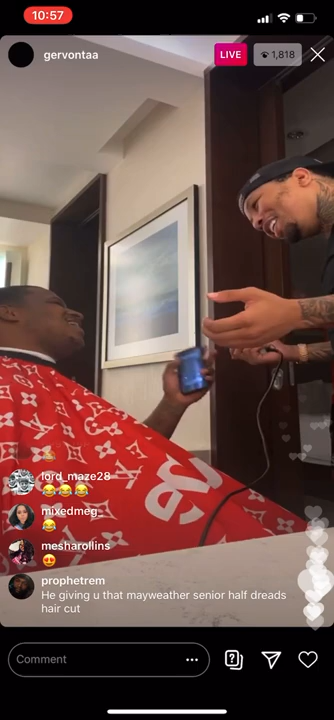 10:57
gervontaa
LIVE
1,818
lord_maze28
😂😂😂
mixedmeg_
😂
mesharollins
😍
prophetrem
He giving u that mayweather senior half dreads
hair cut
Comment